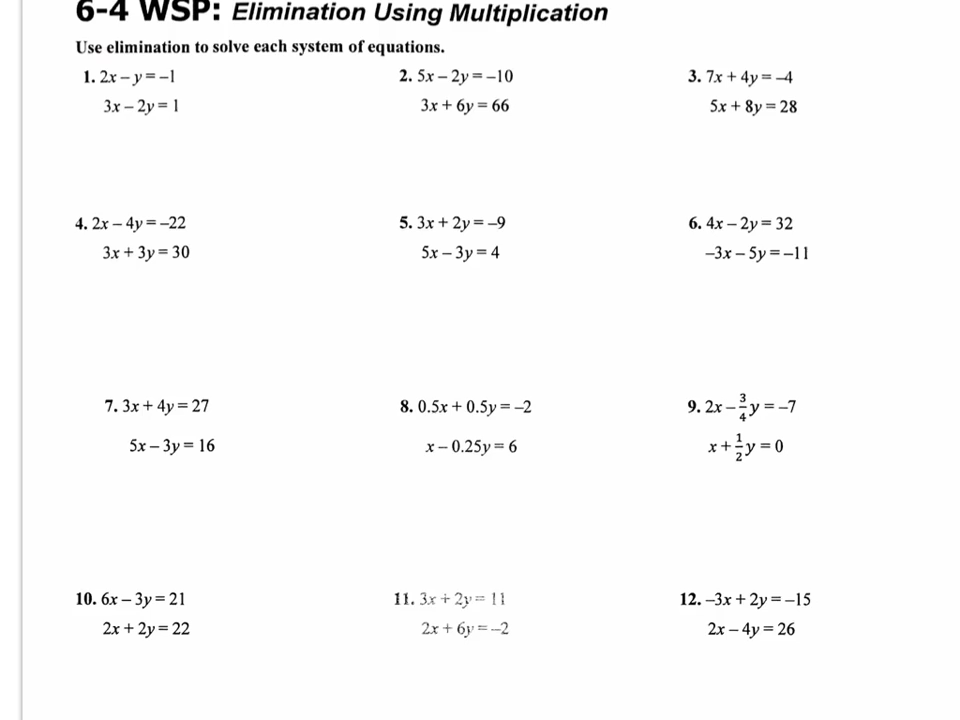 6-4 WSP: Elimination Using Multiplication
Use elimination to solve each system of equations.
1. 2x – y = –1
3x – 2y = 1
2. 5x – 2y = –10
3x + 6y = 66
3. 7x + 4y = –4
5x + 8y = 28
4. 2x – 4y = –22
3x + 3y = 30
5. 3x + 2y = –9
5x – 3y = 4
6. 4x – 2y = 32
–3x – 5y = –11
7. 3x + 4y = 27
5x – 3y = 16
8. 0.5x + 0.5y = –2
x – 0.25y = 6
9. 2x – 3/4 y = –7
x + 1/2 y = 0
10. 6x – 3y = 21
2x + 2y = 22
11. 3x + 2y = 11
2x + 6y = –2
12. –3x + 2y = –15
2x – 4y = 26